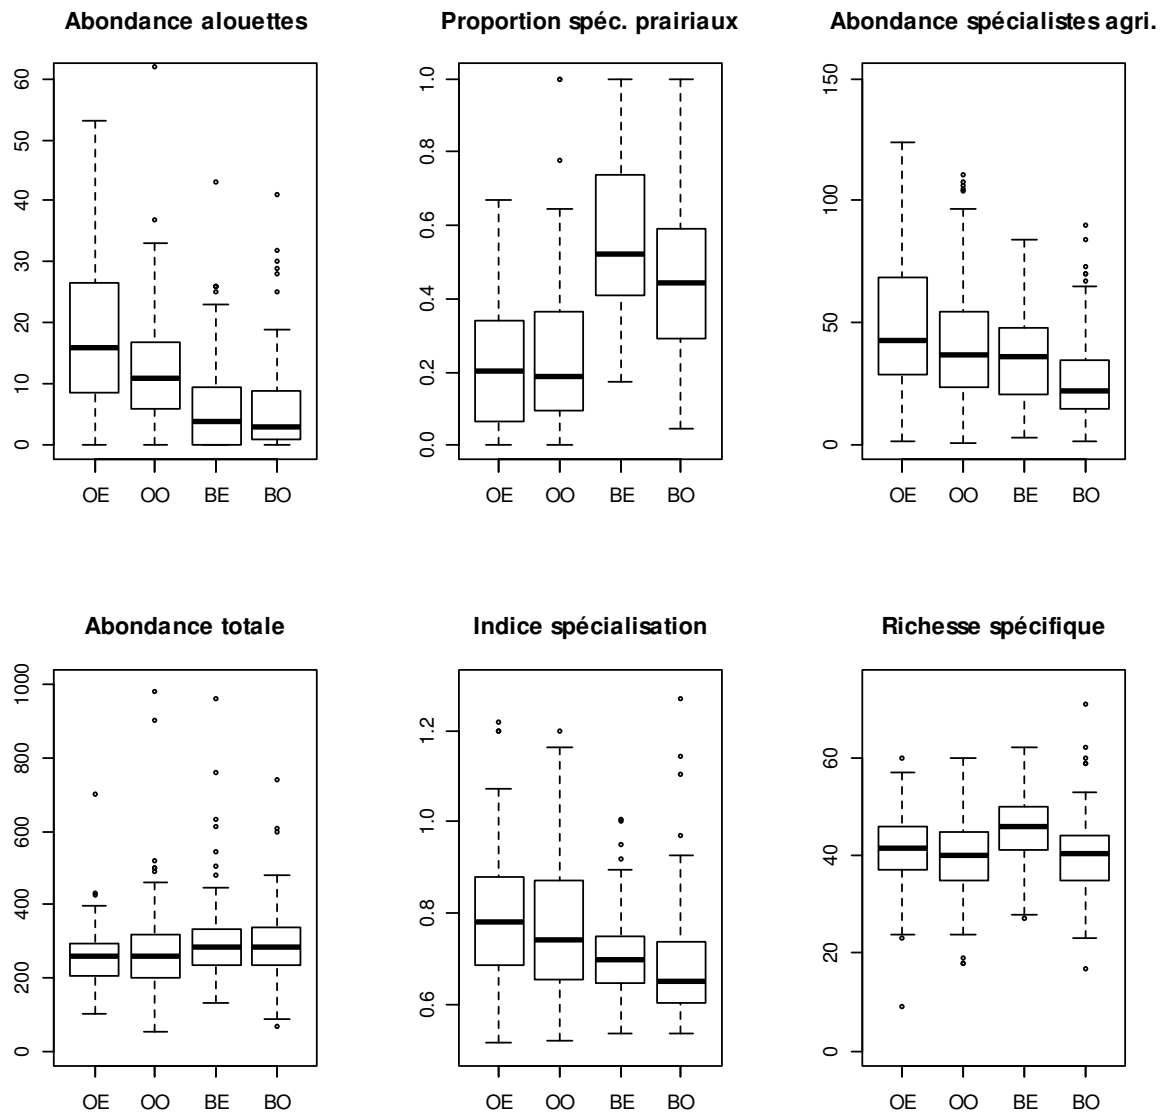 Abondance alouettes
Proportion spéc. prairiaux
Abondance spécialistes agri.
0 10 20 30 40 50 60
0.0 0.2 0.4 0.6 0.8 1.0
0 50 100 150
OE OO BE BO
OE OO BE BO
OE OO BE BO
Abondance totale
Indice spécialisation
Richesse spécifique
0 200 400 600 800 1000
0.6 0.8 1.0 1.2
0 20 40 60
OE OO BE BO
OE OO BE BO
OE OO BE BO